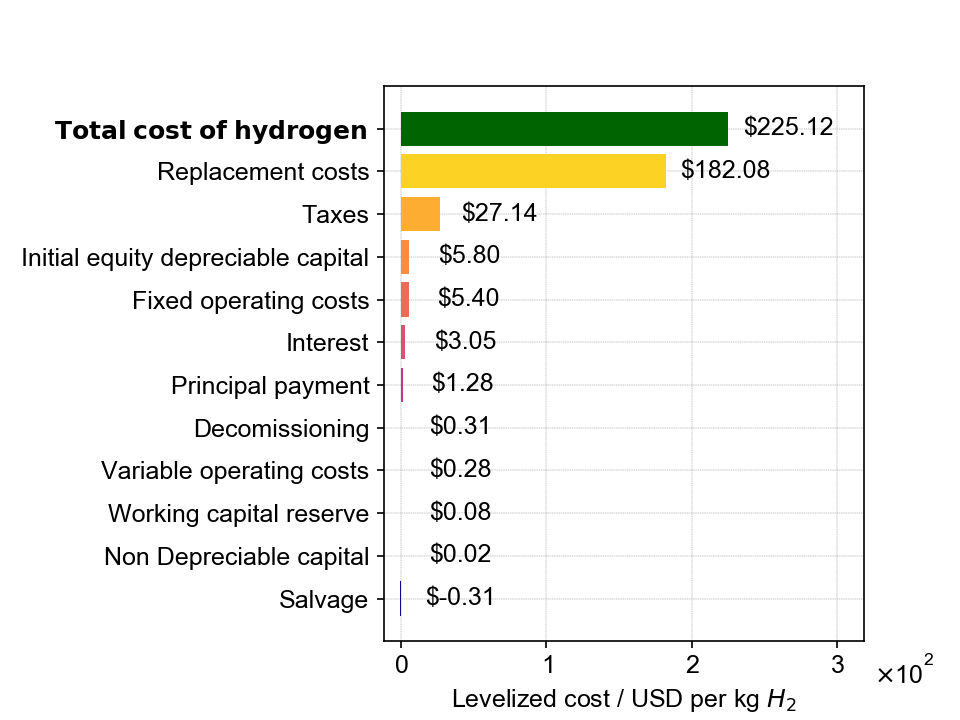 Total cost of hydrogen $225.12
Replacement costs $182.08
Taxes $27.14
Initial equity depreciable capital $5.80
Fixed operating costs $5.40
Interest $3.05
Principal payment $1.28
Decomissioning $0.31
Variable operating costs $0.28
Working capital reserve $0.08
Non Depreciable capital $0.02
Salvage $-0.31
0 1 2 3 ×10²
Levelized cost / USD per kg H₂